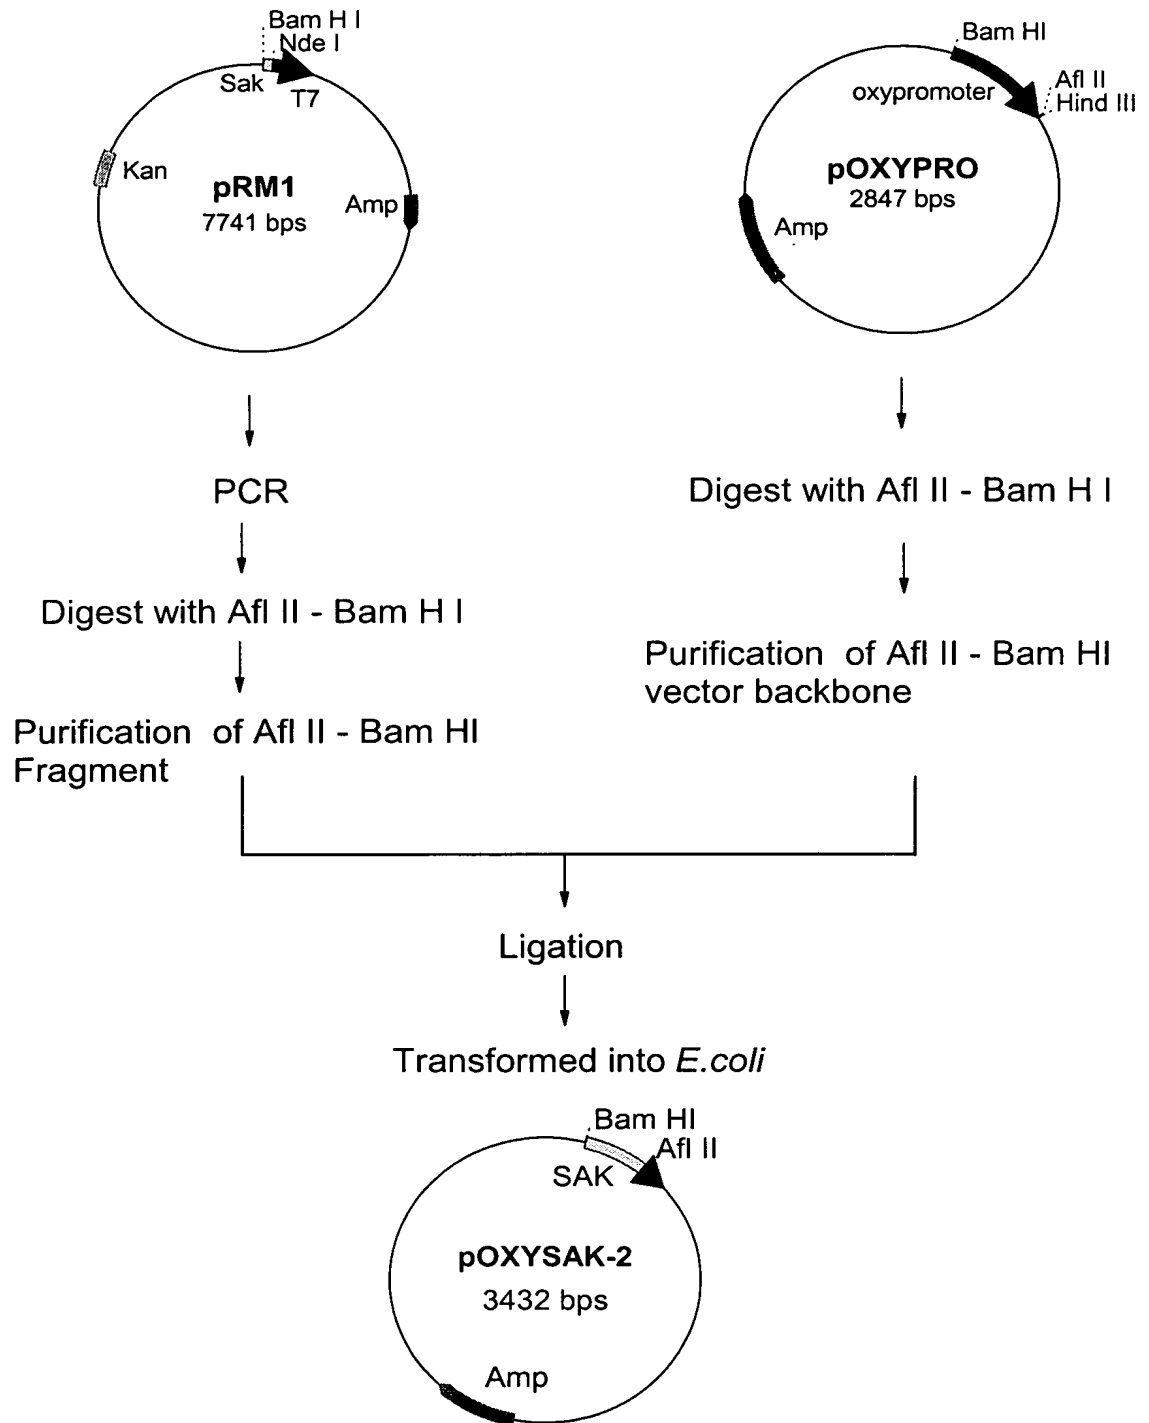 Bam H I
Nde I
Sak
T7
Kan
pRM1
7741 bps
Amp
Bam HI
oxypromoter
Afl II
Hind III
pOXYPRO
2847 bps
Amp
PCR
Digest with Afl II - Bam H I
Purification of Afl II - Bam HI
Fragment
Digest with Afl II - Bam H I
Purification of Afl II - Bam HI
vector backbone
Ligation
Transformed into E.coli
Bam HI
Afl II
SAK
pOXYSAK-2
3432 bps
Amp